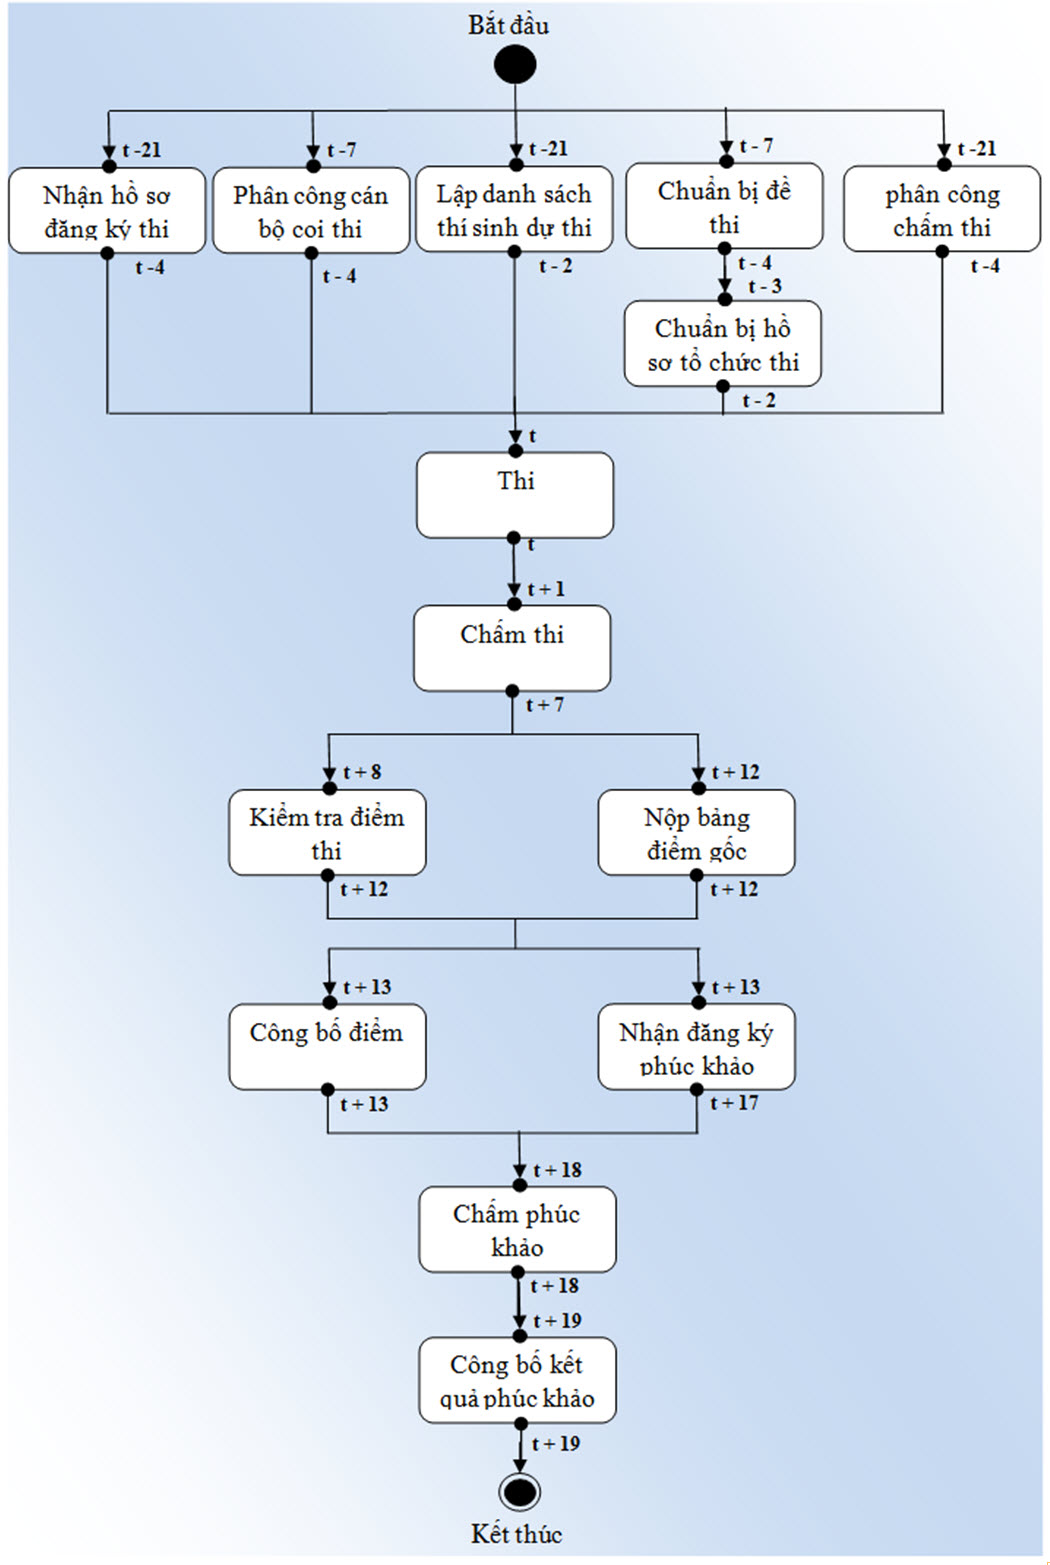 Bắt đầu
t -21
t -7
t -21
t - 7
t -21
Nhận hồ sơ
đăng ký thi
Phân công cán
bộ coi thi
Lập danh sách
thí sinh dự thi
Chuẩn bị đề
thi
phân công
chấm thi
t -4
t - 4
t - 2
t - 4
t -4
t - 3
Chuẩn bị hồ
sơ tổ chức thi
t - 2
t
Thi
t
t + 1
Chấm thi
t + 7
t + 8
t + 12
Kiểm tra điểm
thi
Nộp bảng
điểm gốc
t + 12
t + 12
t + 13
t + 13
Công bố điểm
Nhận đăng ký
phúc khảo
t + 13
t + 17
t + 18
Chấm phúc
khảo
t + 18
t + 19
Công bố kết
quả phúc khảo
t + 19
Kết thúc